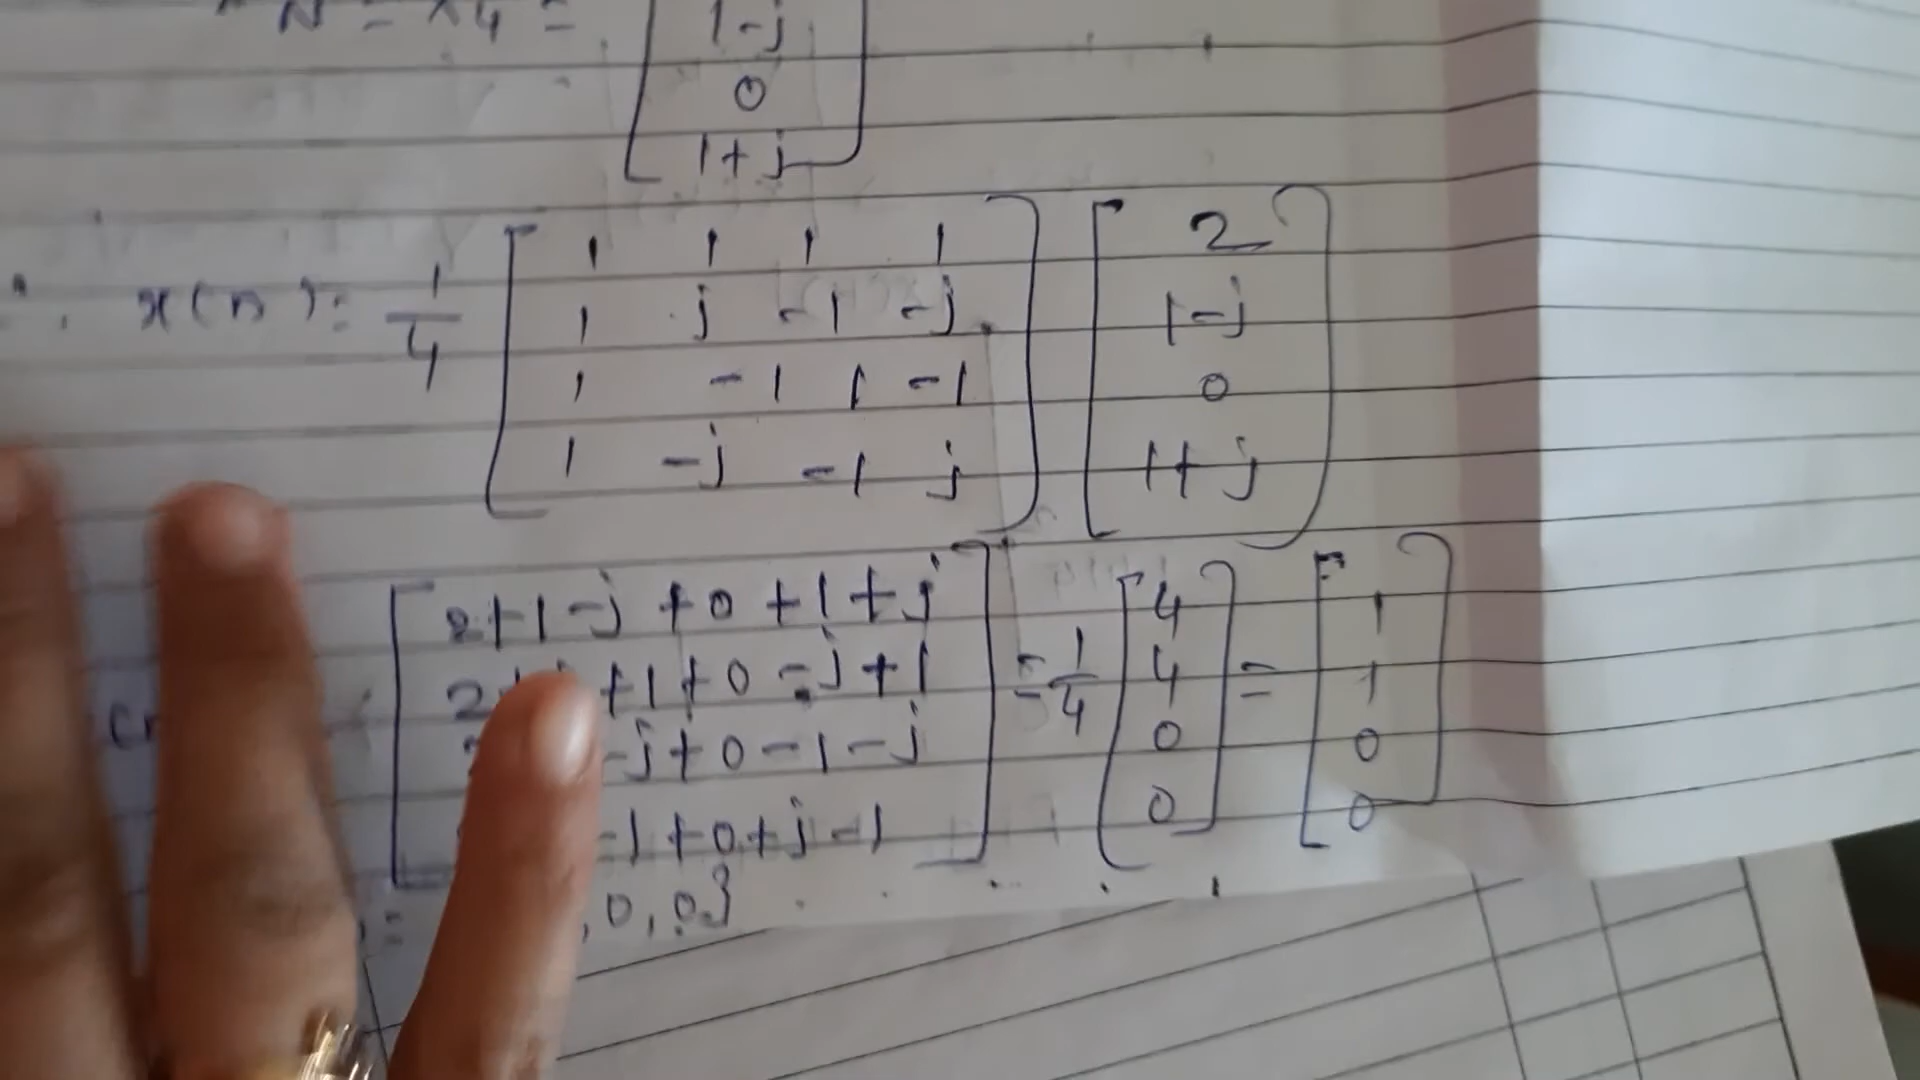 N = X4 =
1-j
0
1+j
x(n) = 1/4 [ 1 1 1 1 ] [ 2 ]
1 j -1 -j 1-j
1 -1 1 -1 0
1 -j -1 j 1+j
[ 2+1-j+0+1+j ] = 1/4 [ 4 ] = [ 1 ]
2+ +1+0-j+1 4 1
-j+0-1-j 0 0
-1+0+j-1 0 0
= ,0,0}